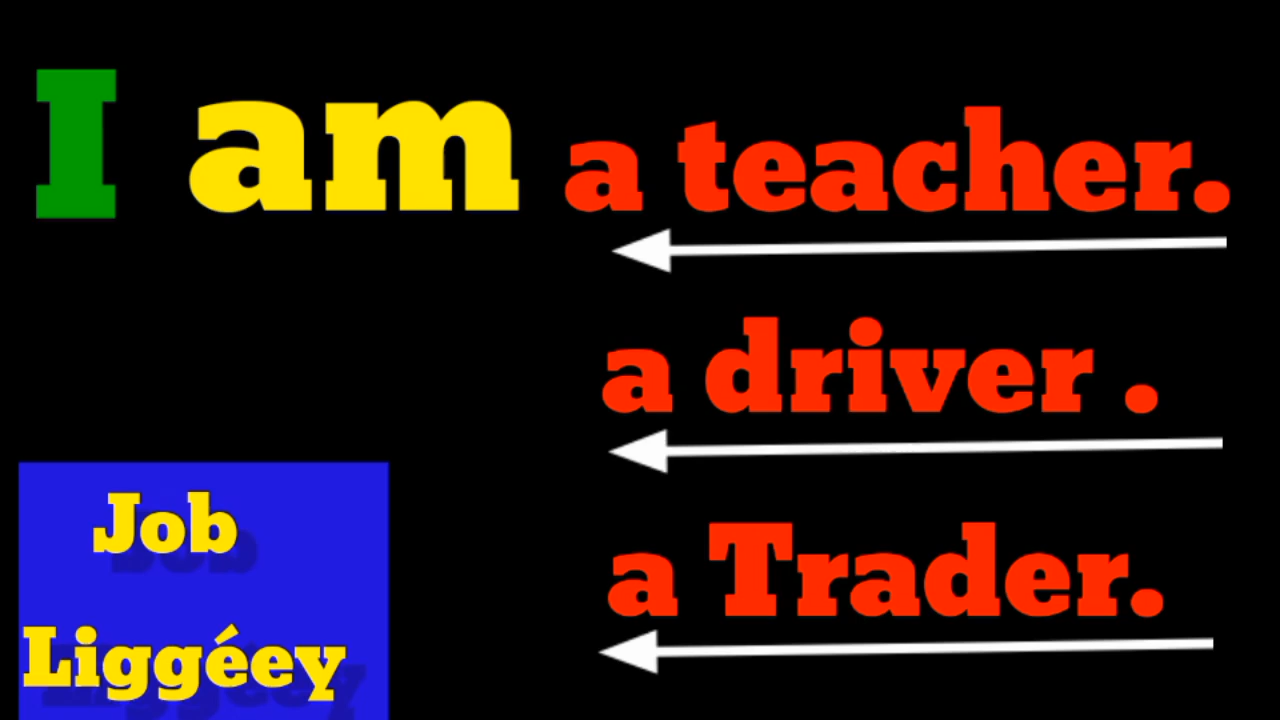 I am a teacher.
a driver .
a Trader.
Job
Liggéey